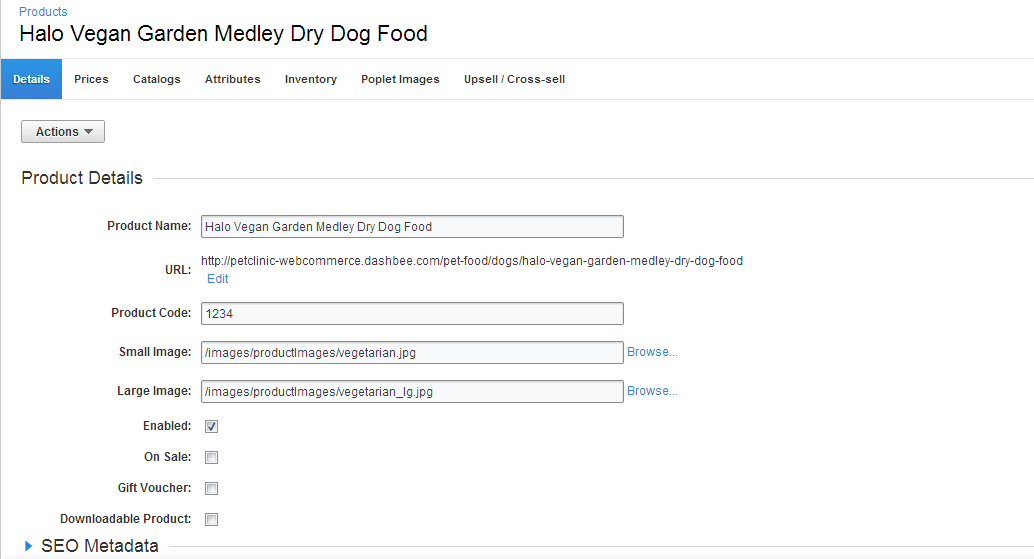 Products
Halo Vegan Garden Medley Dry Dog Food
Details Prices Catalogs Attributes Inventory Poplet Images Upsell / Cross-sell
Actions
Product Details
Product Name: Halo Vegan Garden Medley Dry Dog Food
URL: http://petclinic-webcommerce.dashbee.com/pet-food/dogs/halo-vegan-garden-medley-dry-dog-food
Edit
Product Code: 1234
Small Image: /images/productImages/vegetarian.jpg Browse...
Large Image: /images/productImages/vegetarian_lg.jpg Browse...
Enabled:
On Sale:
Gift Voucher:
Downloadable Product:
SEO Metadata